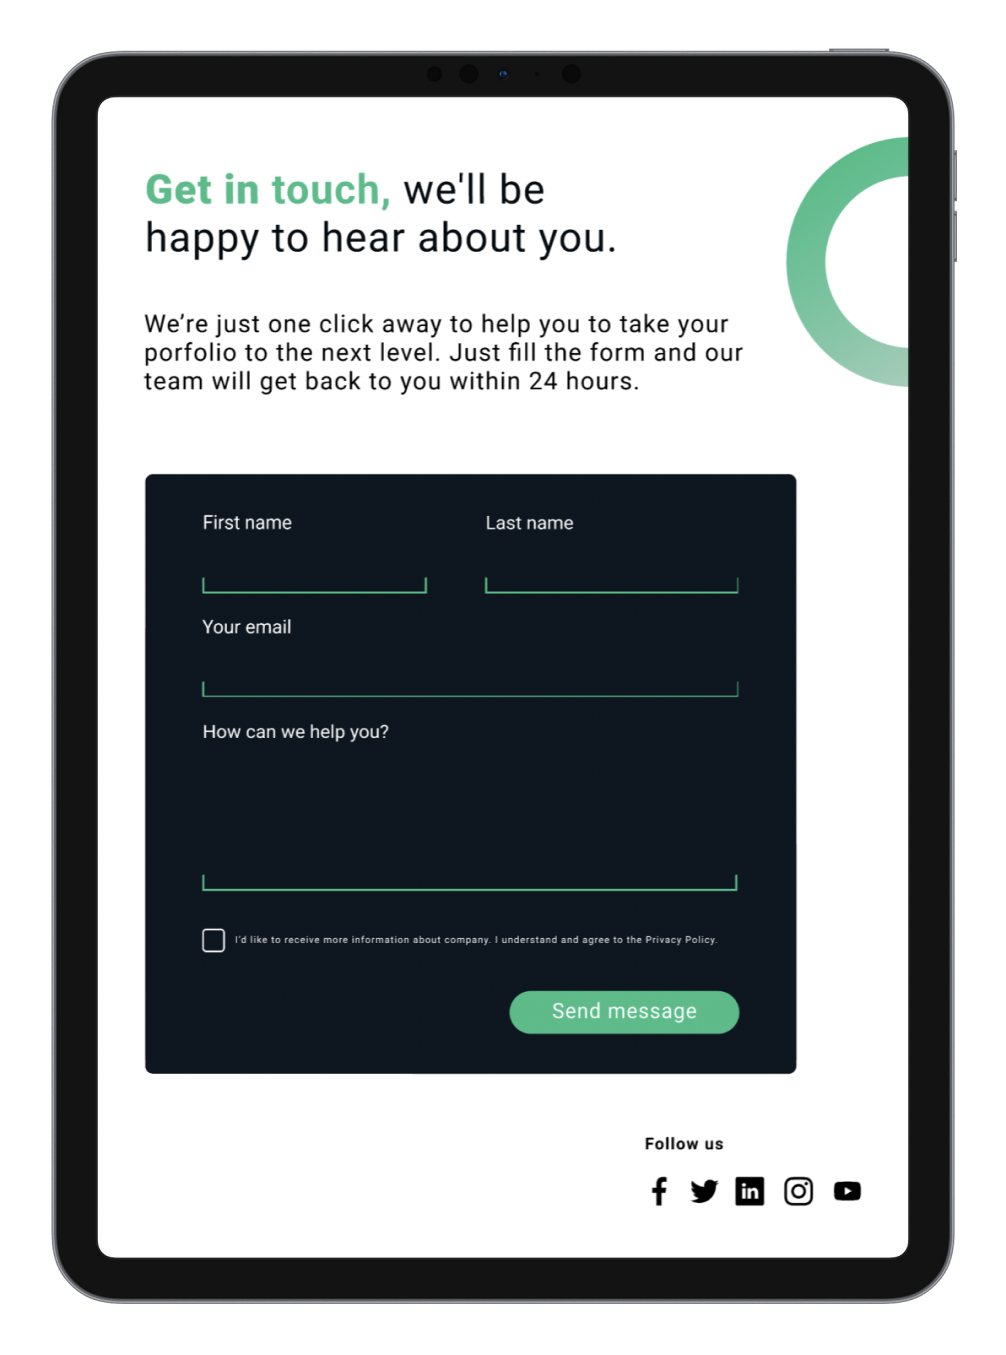 Get in touch, we'll be
happy to hear about you.
We’re just one click away to help you to take your
porfolio to the next level. Just fill the form and our
team will get back to you within 24 hours.
First name
Last name
Your email
How can we help you?
I'd like to receive more information about company. I understand and agree to the Privacy Policy.
Send message
Follow us
in